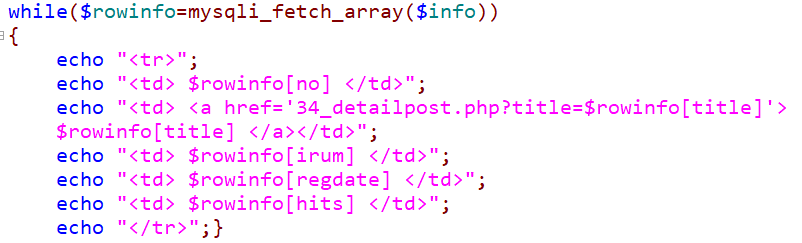 while($rowinfo=mysqli_fetch_array($info))
{
echo "<tr>";
echo "<td> $rowinfo[no] </td>";
echo "<td> <a href='34_detailpost.php?title=$rowinfo[title]'>
$rowinfo[title] </a></td>";
echo "<td> $rowinfo[irum] </td>";
echo "<td> $rowinfo[regdate] </td>";
echo "<td> $rowinfo[hits] </td>";
echo "</tr>";}